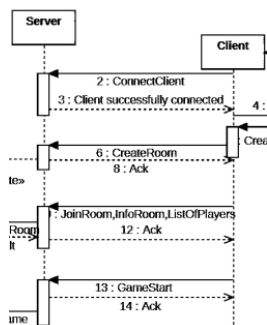 Server
Client
2 : ConnectClient
3 : Client successfully connected
4 :
Crea
6 : CreateRoom
8 : Ack
te»
: JoinRoom,InfoRoom,ListOfPlayers
Room
12 : Ack
lt
13 : GameStart
14 : Ack
ame